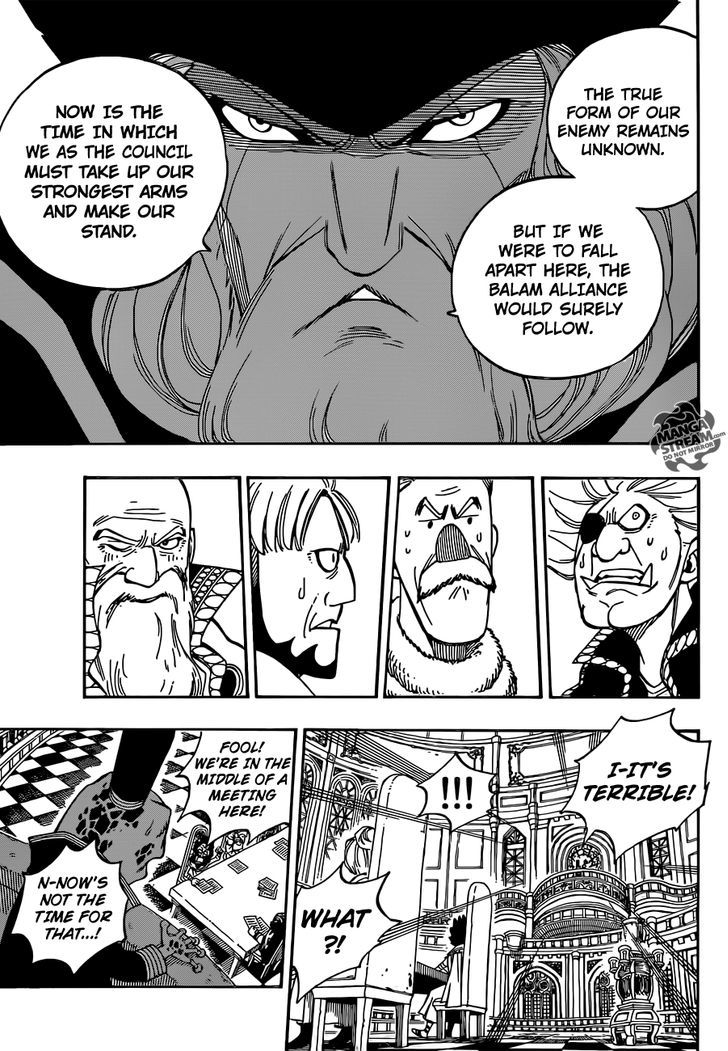 THE TRUE
FORM OF OUR
ENEMY REMAINS
UNKNOWN.
BUT IF WE
WERE TO FALL
APART HERE, THE
BALAM ALLIANCE
WOULD SURELY
FOLLOW.
NOW IS THE
TIME IN WHICH
WE AS THE COUNCIL
MUST TAKE UP OUR
STRONGEST ARMS
AND MAKE OUR
STAND.
MANGA
STREAM.com
DO NOT MIRROR!
I-IT'S
TERRIBLE!
!!!
WHAT
?!
FOOL!
WE'RE IN
THE MIDDLE OF A
MEETING
HERE!
N-NOW'S
NOT THE
TIME FOR
THAT...!